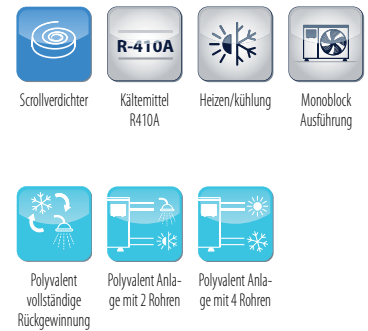 R-410A
Scrollverdichter
Kältemittel
R410A
Heizen/kühlung
Monoblock
Ausführung
Polyvalent
vollständige
Rückgewinnung
Polyvalent Anla-
ge mit 2 Rohren
Polyvalent Anla-
ge mit 4 Rohren